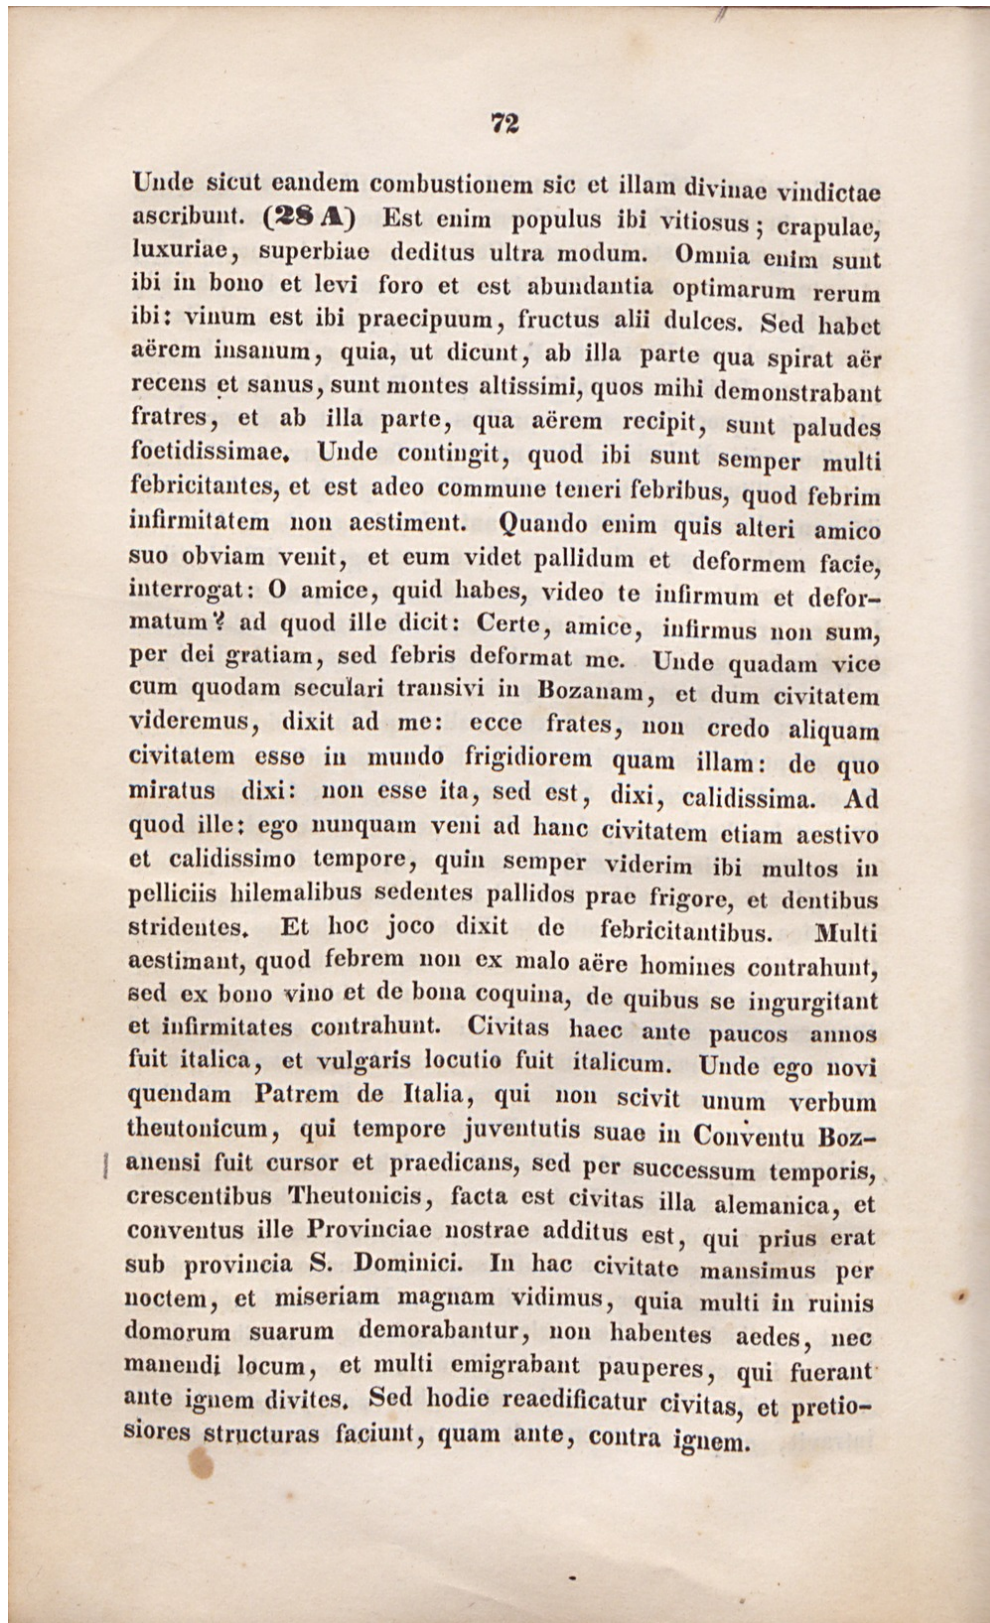 72
Unde sicut eandem combustionem sic et illam divinae vindictae
ascribunt. (28 A) Est enim populus ibi vitiosus; crapulae,
luxuriae, superbiae deditus ultra modum. Omnia enim sunt
ibi in bono et levi foro et est abundantia optimarum rerum
ibi: vinum est ibi praecipuum, fructus alii dulces. Sed habet
aërem insanum, quia, ut dicunt, ab illa parte qua spirat aër
recens et sanus, sunt montes altissimi, quos mihi demonstrabant
fratres, et ab illa parte, qua aërem recipit, sunt paludes
foetidissimae. Unde contingit, quod ibi sunt semper multi
febricitantes, et est adeo commune teneri febribus, quod febrim
infirmitatem non aestiment. Quando enim quis alteri amico
suo obviam venit, et eum videt pallidum et deformem facie,
interrogat: O amice, quid habes, video te infirmum et defor-
matum? ad quod ille dicit: Certe, amice, infirmus non sum,
per dei gratiam, sed febris deformat me. Unde quadam vice
cum quodam seculari transivi in Bozanam, et dum civitatem
videremus, dixit ad me: ecce frates, non credo aliquam
civitatem esse in mundo frigidiorem quam illam: de quo
miratus dixi: non esse ita, sed est, dixi, calidissima. Ad
quod ille: ego nunquam veni ad hanc civitatem etiam aestivo
et calidissimo tempore, quin semper viderim ibi multos in
pelliciis hilemalibus sedentes pallidos prae frigore, et dentibus
stridentes. Et hoc joco dixit de febricitantibus. Multi
aestimant, quod febrem non ex malo aëre homines contrahunt,
sed ex bono vino et de bona coquina, de quibus se ingurgitant
et infirmitates contrahunt. Civitas haec ante paucos annos
fuit italica, et vulgaris locutio fuit italicum. Unde ego novi
quendam Patrem de Italia, qui non scivit unum verbum
theutonicum, qui tempore juventutis suae in Conventu Boz-
anensi fuit cursor et praedicans, sed per successum temporis,
crescentibus Theutonicis, facta est civitas illa alemanica, et
conventus ille Provinciae nostrae additus est, qui prius erat
sub provincia S. Dominici. In hac civitate mansimus per
noctem, et miseriam magnam vidimus, quia multi in ruinis
domorum suarum demorabantur, non habentes aedes, nec
manendi locum, et multi emigrabant pauperes, qui fuerant
ante ignem divites. Sed hodie reaedificatur civitas, et pretio-
siores structuras faciunt, quam ante, contra ignem.